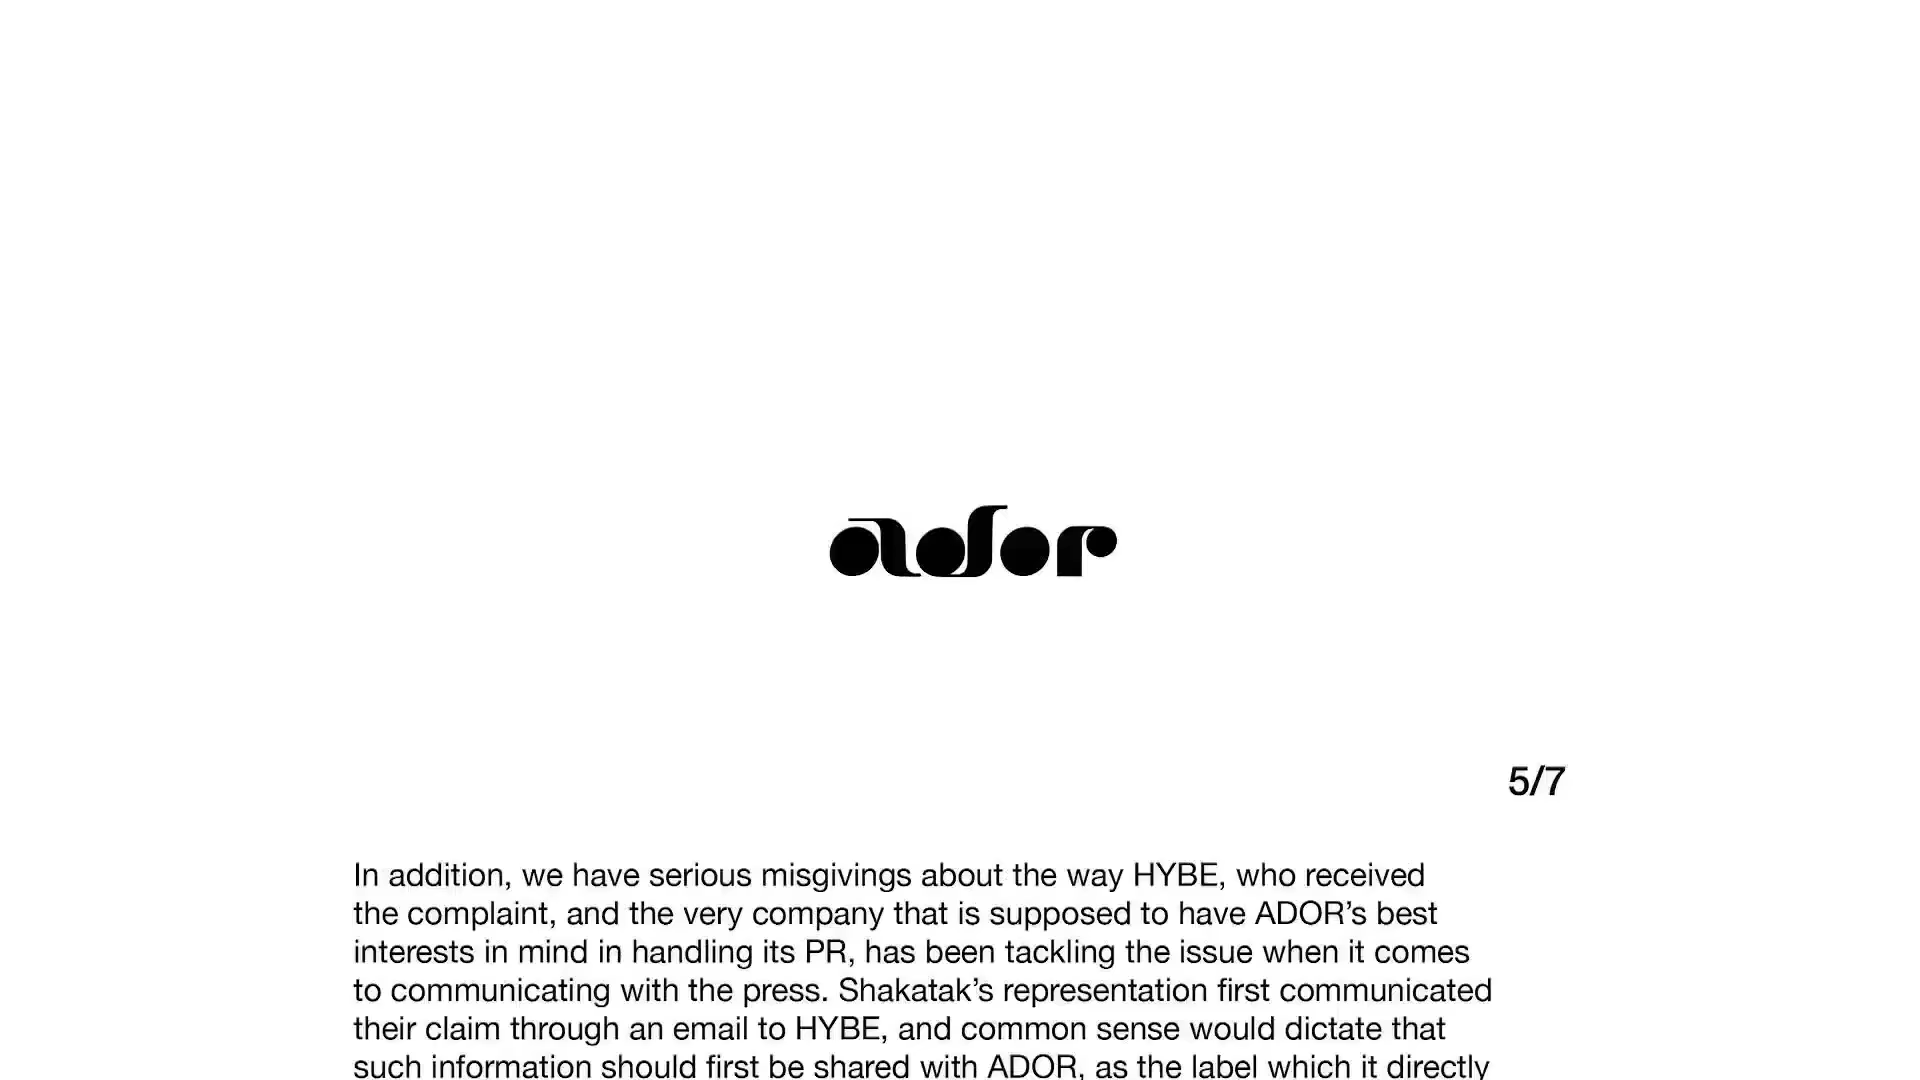 ador
5/7
In addition, we have serious misgivings about the way HYBE, who received
the complaint, and the very company that is supposed to have ADOR’s best
interests in mind in handling its PR, has been tackling the issue when it comes
to communicating with the press. Shakatak’s representation first communicated
their claim through an email to HYBE, and common sense would dictate that
such information should first be shared with ADOR, as the label which it directly